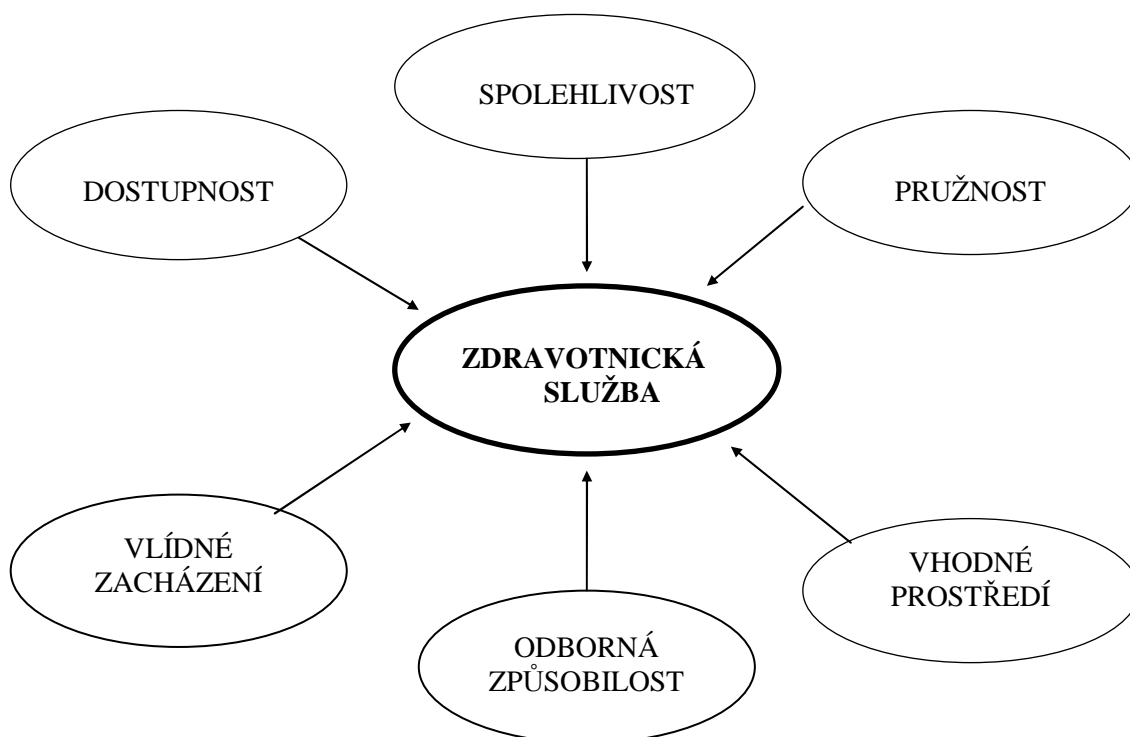 SPOLEHLIVOST
DOSTUPNOST
PRUŽNOST
ZDRAVOTNICKÁ
SLUŽBA
VLÍDNÉ
ZACHÁZENÍ
VHODNÉ
PROSTŘEDÍ
ODBORNÁ
ZPŮSOBILOST